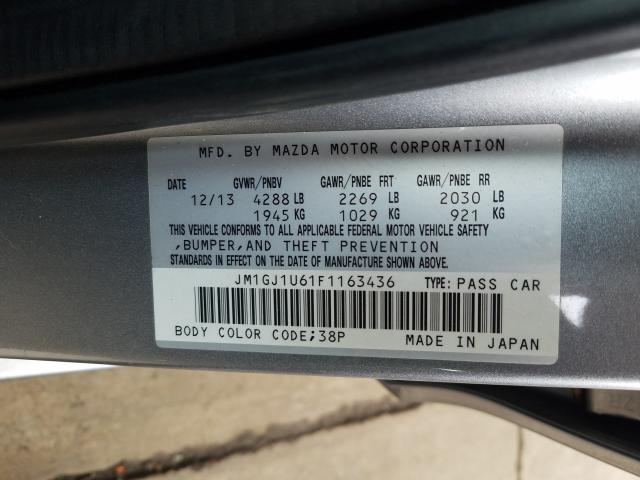 MFD. BY MAZDA MOTOR CORPORATION
DATE GVWR/PNBV GAWR/PNBE FRT GAWR/PNBE RR
12/13 4288 LB 2269 LB 2030 LB
1945 KG 1029 KG 921 KG
THIS VEHICLE CONFORMS TO ALL APPLICABLE FEDERAL MOTOR VEHICLE SAFETY
,BUMPER,AND THEFT PREVENTION
STANDARDS IN EFFECT ON THE DATE OF MANUFACTURE SHOWN ABOVE.
JM1GJ1U61F1163436 TYPE: PASS CAR
BODY COLOR CODE;38P MADE IN JAPAN